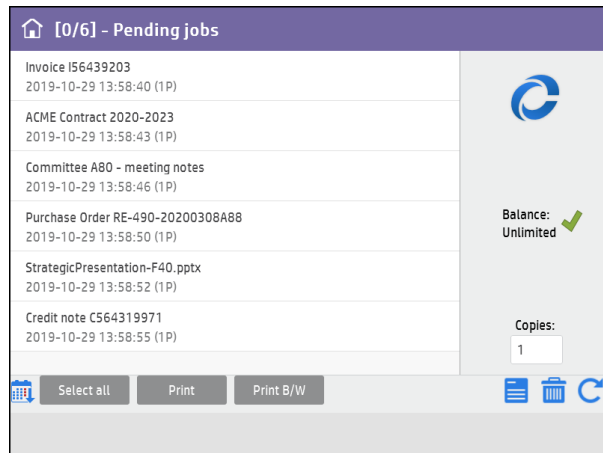 [0/6] - Pending jobs
Invoice I56439203
2019-10-29 13:58:40 (1P)
ACME Contract 2020-2023
2019-10-29 13:58:43 (1P)
Committee A80 - meeting notes
2019-10-29 13:58:46 (1P)
Purchase Order RE-490-20200308A88
2019-10-29 13:58:50 (1P)
StrategicPresentation-F40.pptx
2019-10-29 13:58:52 (1P)
Credit note C564319971
2019-10-29 13:58:55 (1P)
Balance:
Unlimited
Copies:
1
Select all
Print
Print B/W